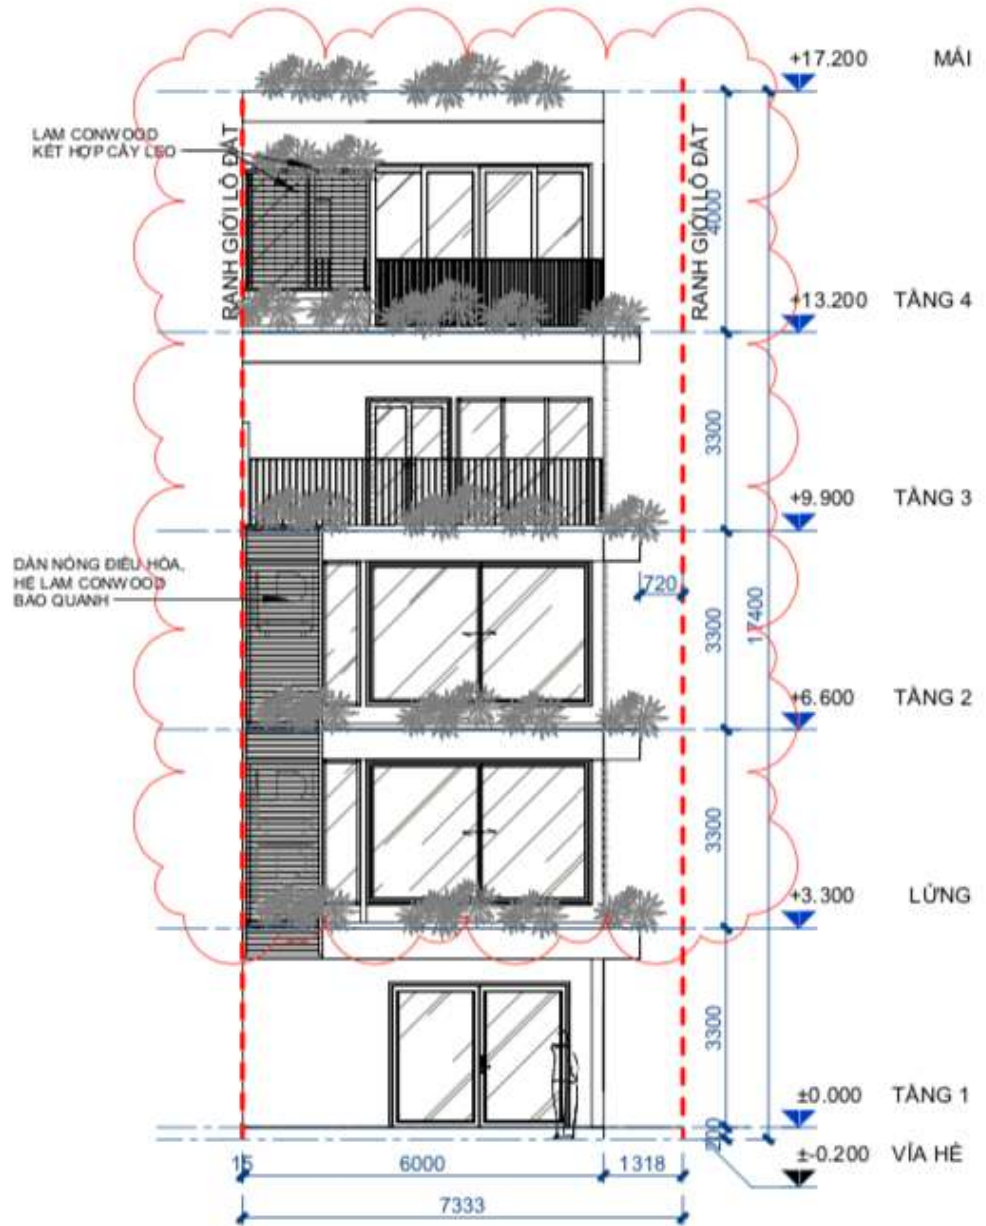 +17.200 MÁI
LAM CONWOOD
KẾT HỢP CÂY LEO
RANH GIỚI LÔ ĐẤT
RANH GIỚI LÔ ĐẤT
4000
+13.200 TẦNG 4
3300
+9.900 TẦNG 3
DÀN NÓNG ĐIỀU HÒA,
HỆ LAM CONWOOD
BAO QUANH
720
3300
17400
+6.600 TẦNG 2
3300
+3.300 LỬNG
3300
±0.000 TẦNG 1
200
±-0.200 VỈA HÈ
15 6000 1318
7333